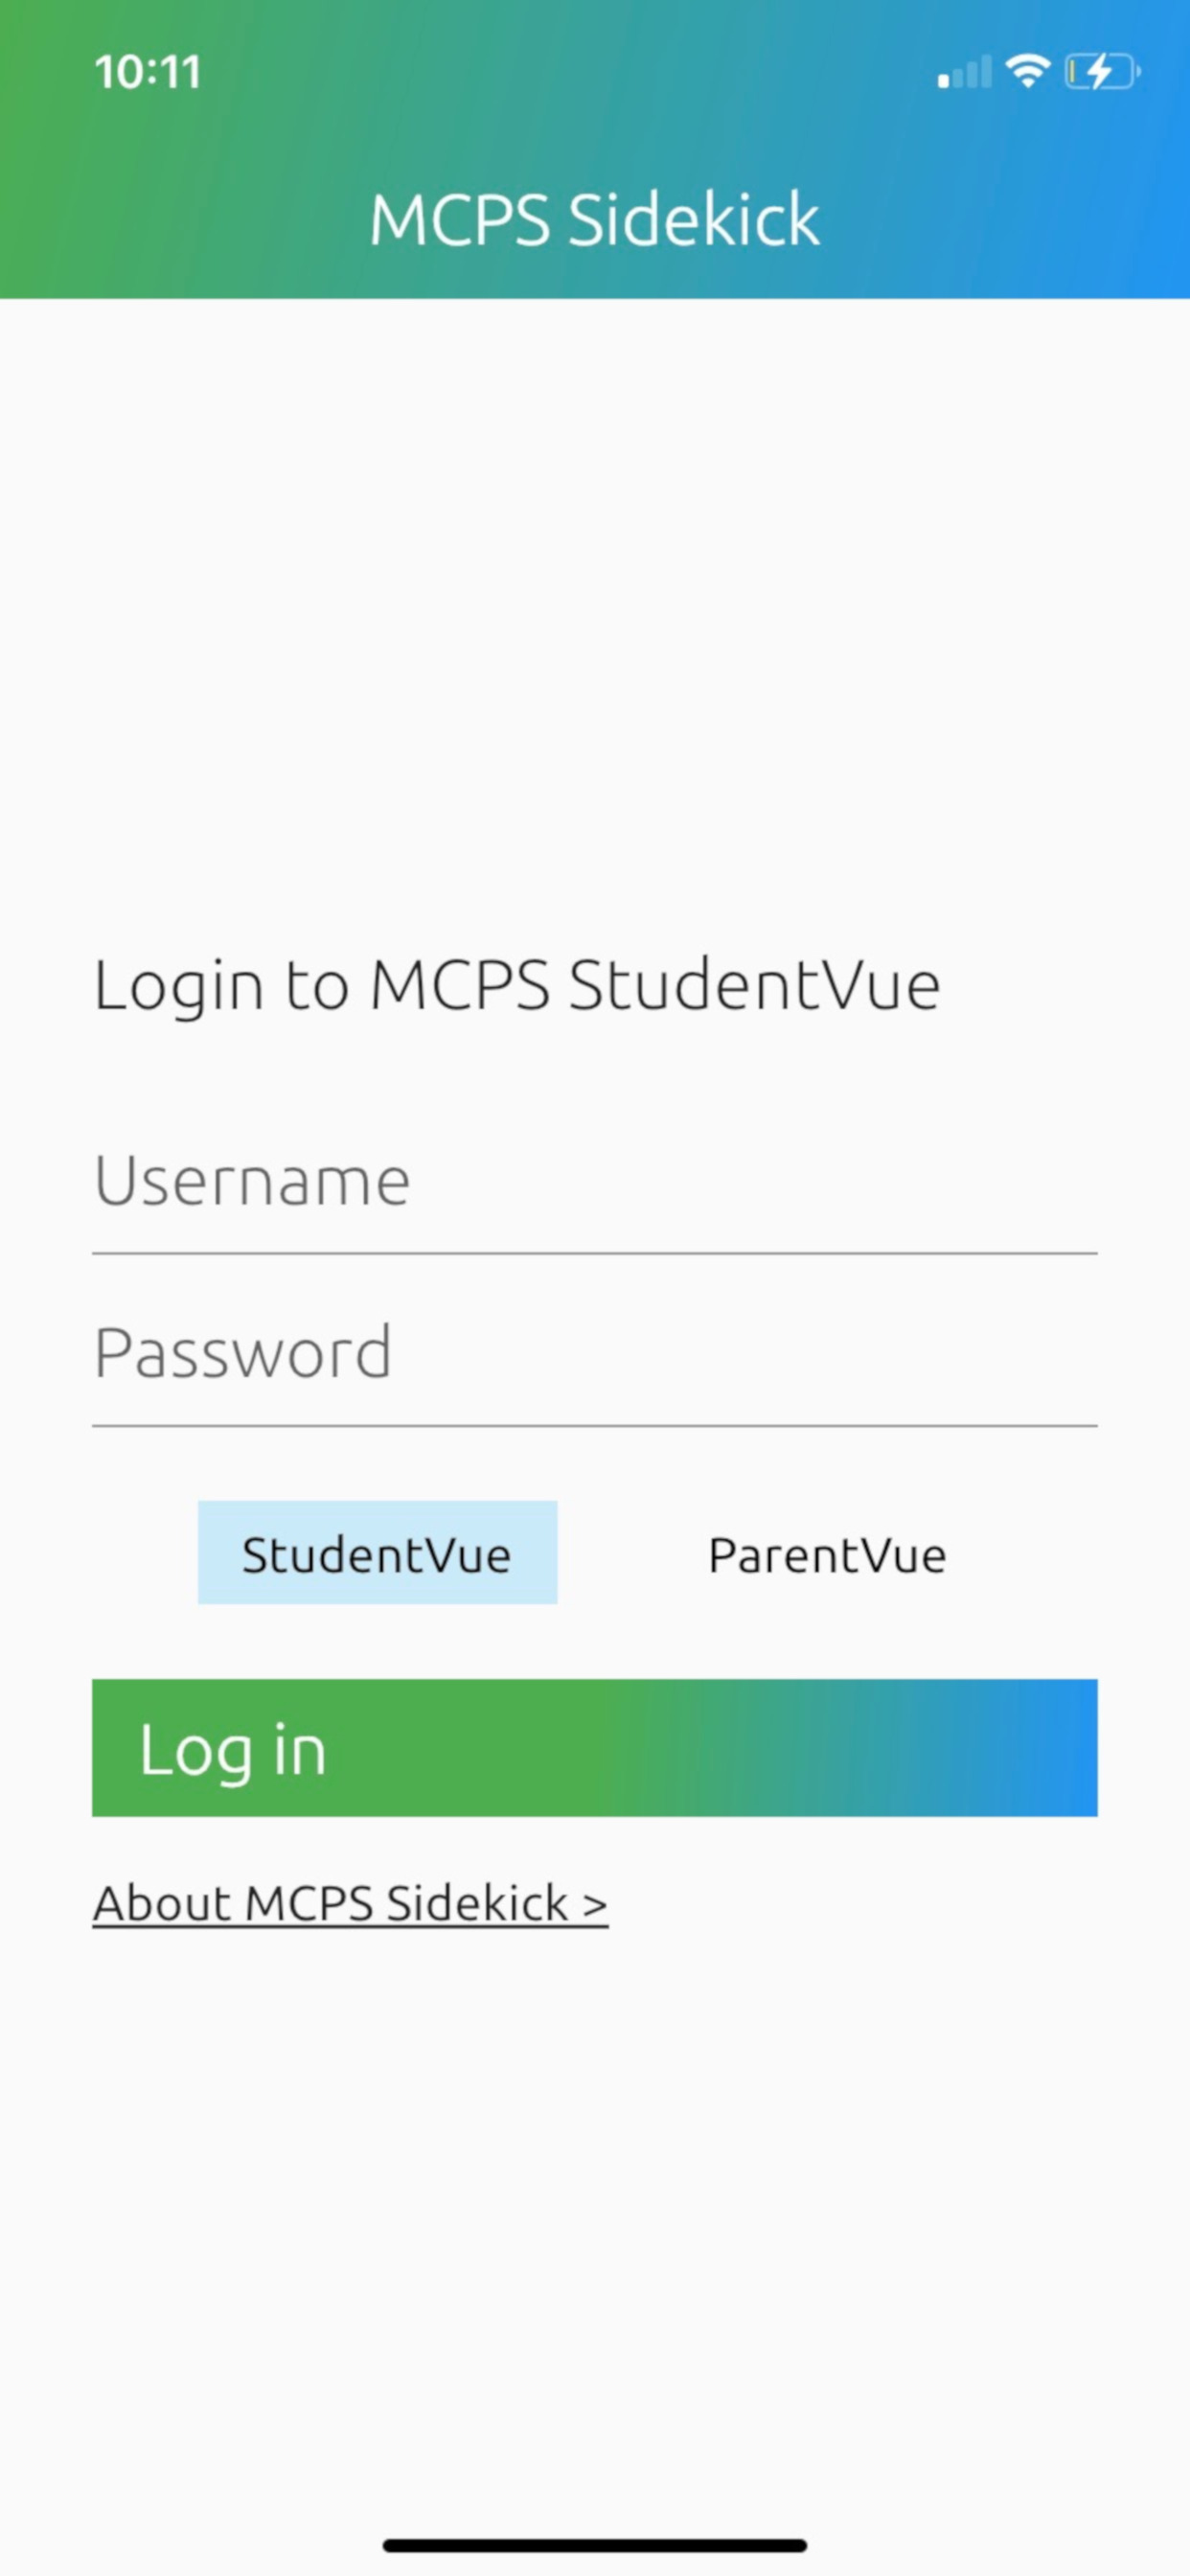 10:11
MCPS Sidekick
Login to MCPS StudentVue
Username
Password
StudentVue
ParentVue
Log in
About MCPS Sidekick >